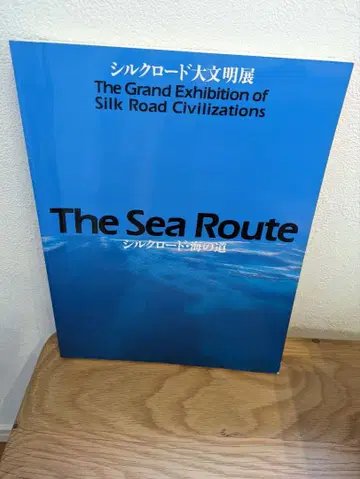 シルクロード大文明展
The Grand Exhibition of
Silk Road Civilizations
The Sea Route
シルクロード・海の道